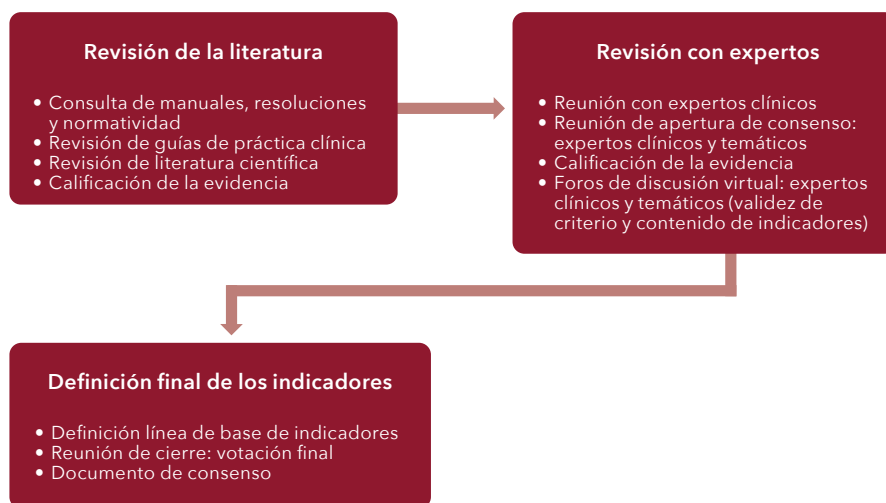 Revisión de la literatura
• Consulta de manuales, resoluciones
y normatividad
• Revisión de guías de práctica clínica
• Revisión de literatura científica
• Calificación de la evidencia
Revisión con expertos
• Reunión con expertos clínicos
• Reunión de apertura de consenso:
expertos clínicos y temáticos
• Calificación de la evidencia
• Foros de discusión virtual: expertos
clínicos y temáticos (validez de
criterio y contenido de indicadores)
Definición final de los indicadores
• Definición línea de base de indicadores
• Reunión de cierre: votación final
• Documento de consenso